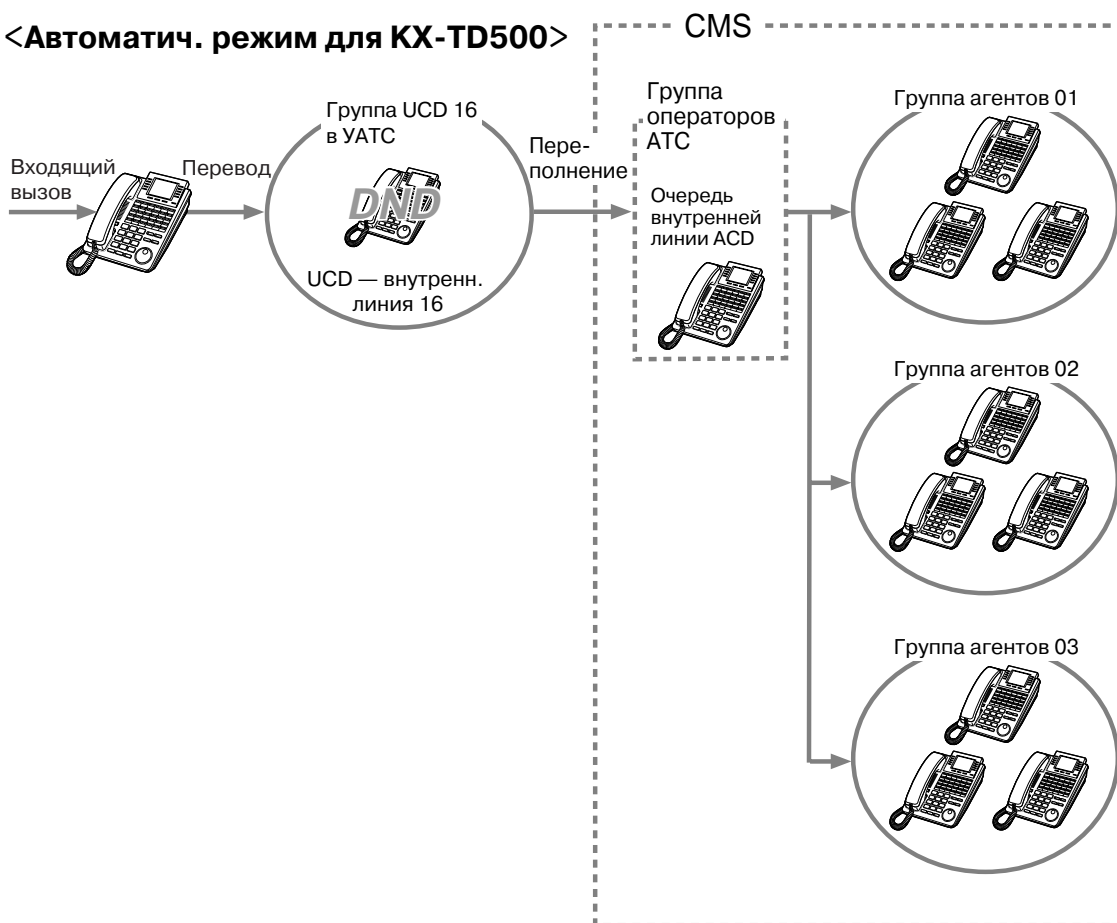 <Автоматич. режим для KX-TD500>
CMS
Входящий
вызов
Перевод
Группа UCD 16
в УАТС
DND
UCD — внутренн.
линия 16
Пере-
полнение
Группа
операторов
АТС
Очередь
внутренней
линии ACD
Группа агентов 01
Группа агентов 02
Группа агентов 03